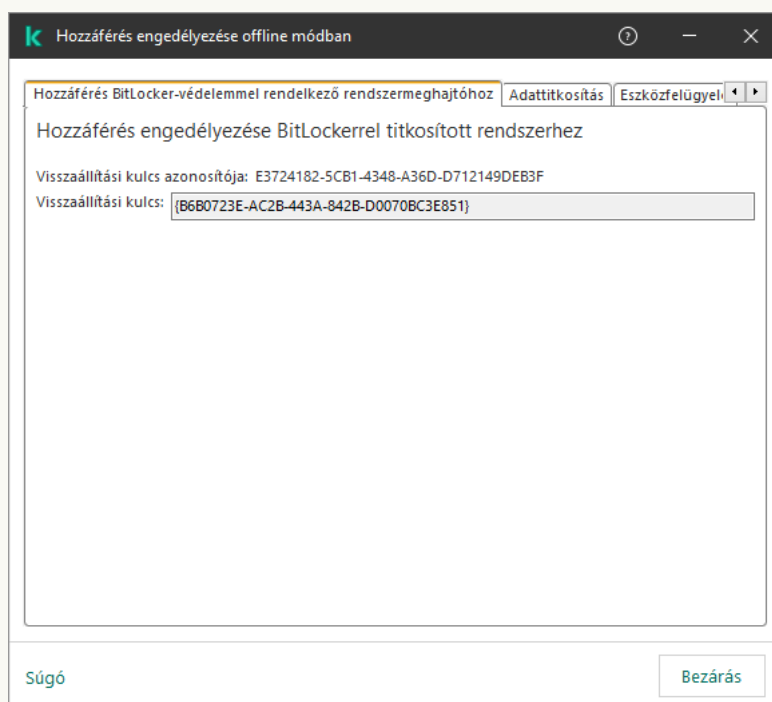 Hozzáférés engedélyezése offline módban
Hozzáférés BitLocker-védelemmel rendelkező rendszermeghajtóhoz Adattitkosítás Eszközfelügyel
Hozzáférés engedélyezése BitLockerrel titkosított rendszerhez
Visszaállítási kulcs azonosítója: E3724182-5CB1-4348-A36D-D712149DEB3F
Visszaállítási kulcs: {B6B0723E-AC2B-443A-842B-D0070BC3E851}
Súgó Bezárás